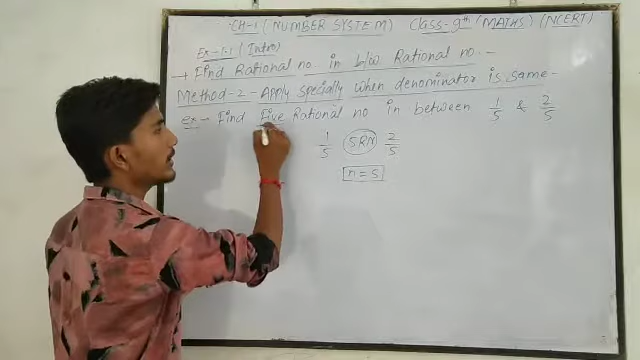 CH-1 (NUMBER SYSTEM) Class-9th (MATHS) (NCERT)
Ex-1.1 (Intro)
→ Find Rational no in b/w Rational no. -
Method-2 - Apply specially when denominator is same -
ex → Find Five Rational no in between 1/5 & 2/5
1/5 5RN 2/5
n = 5